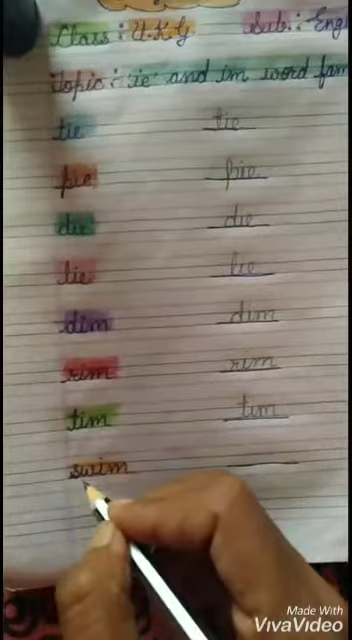 Class : U.K.G Sub. : Eng
Topic : 'ie' and im word fam
tie tie
pie pie
die die
lie lie
dim dim
rim rim
tim tim
swim
Made With
VivaVideo